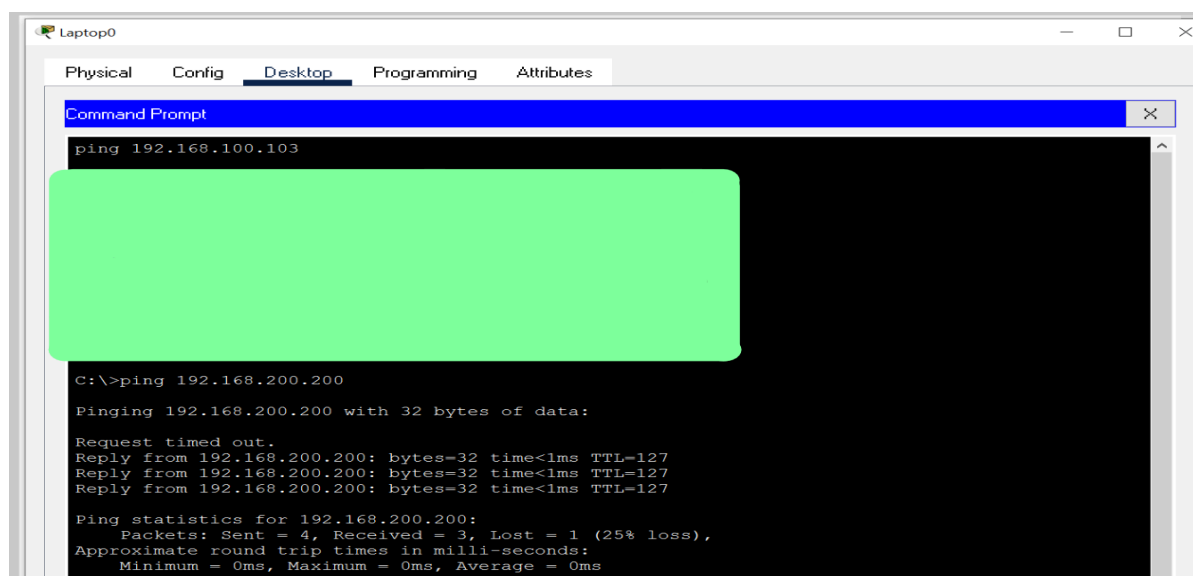 Laptop0
Physical Config Desktop Programming Attributes
Command Prompt
ping 192.168.100.103
C:\>ping 192.168.200.200
Pinging 192.168.200.200 with 32 bytes of data:
Request timed out.
Reply from 192.168.200.200: bytes=32 time<1ms TTL=127
Reply from 192.168.200.200: bytes=32 time<1ms TTL=127
Reply from 192.168.200.200: bytes=32 time<1ms TTL=127
Ping statistics for 192.168.200.200:
Packets: Sent = 4, Received = 3, Lost = 1 (25% loss),
Approximate round trip times in milli-seconds:
Minimum = 0ms, Maximum = 0ms, Average = 0ms